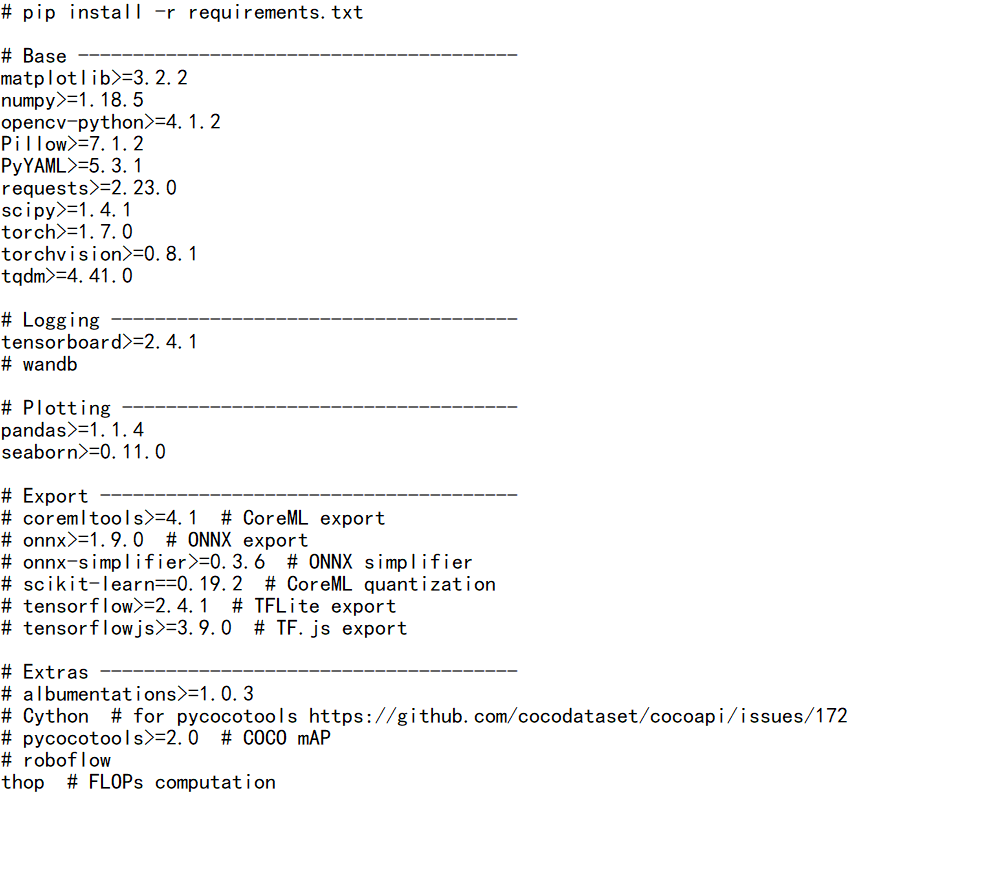 # pip install -r requirements.txt

# Base ----------------------------------------
matplotlib>=3.2.2
numpy>=1.18.5
opencv-python>=4.1.2
Pillow>=7.1.2
PyYAML>=5.3.1
requests>=2.23.0
scipy>=1.4.1
torch>=1.7.0
torchvision>=0.8.1
tqdm>=4.41.0

# Logging -------------------------------------
tensorboard>=2.4.1
# wandb

# Plotting ------------------------------------
pandas>=1.1.4
seaborn>=0.11.0

# Export --------------------------------------
# coremltools>=4.1  # CoreML export
# onnx>=1.9.0  # ONNX export
# onnx-simplifier>=0.3.6  # ONNX simplifier
# scikit-learn==0.19.2  # CoreML quantization
# tensorflow>=2.4.1  # TFLite export
# tensorflowjs>=3.9.0  # TF.js export

# Extras --------------------------------------
# albumentations>=1.0.3
# Cython  # for pycocotools https://github.com/cocodataset/cocoapi/issues/172
# pycocotools>=2.0  # COCO mAP
# roboflow
thop  # FLOPs computation